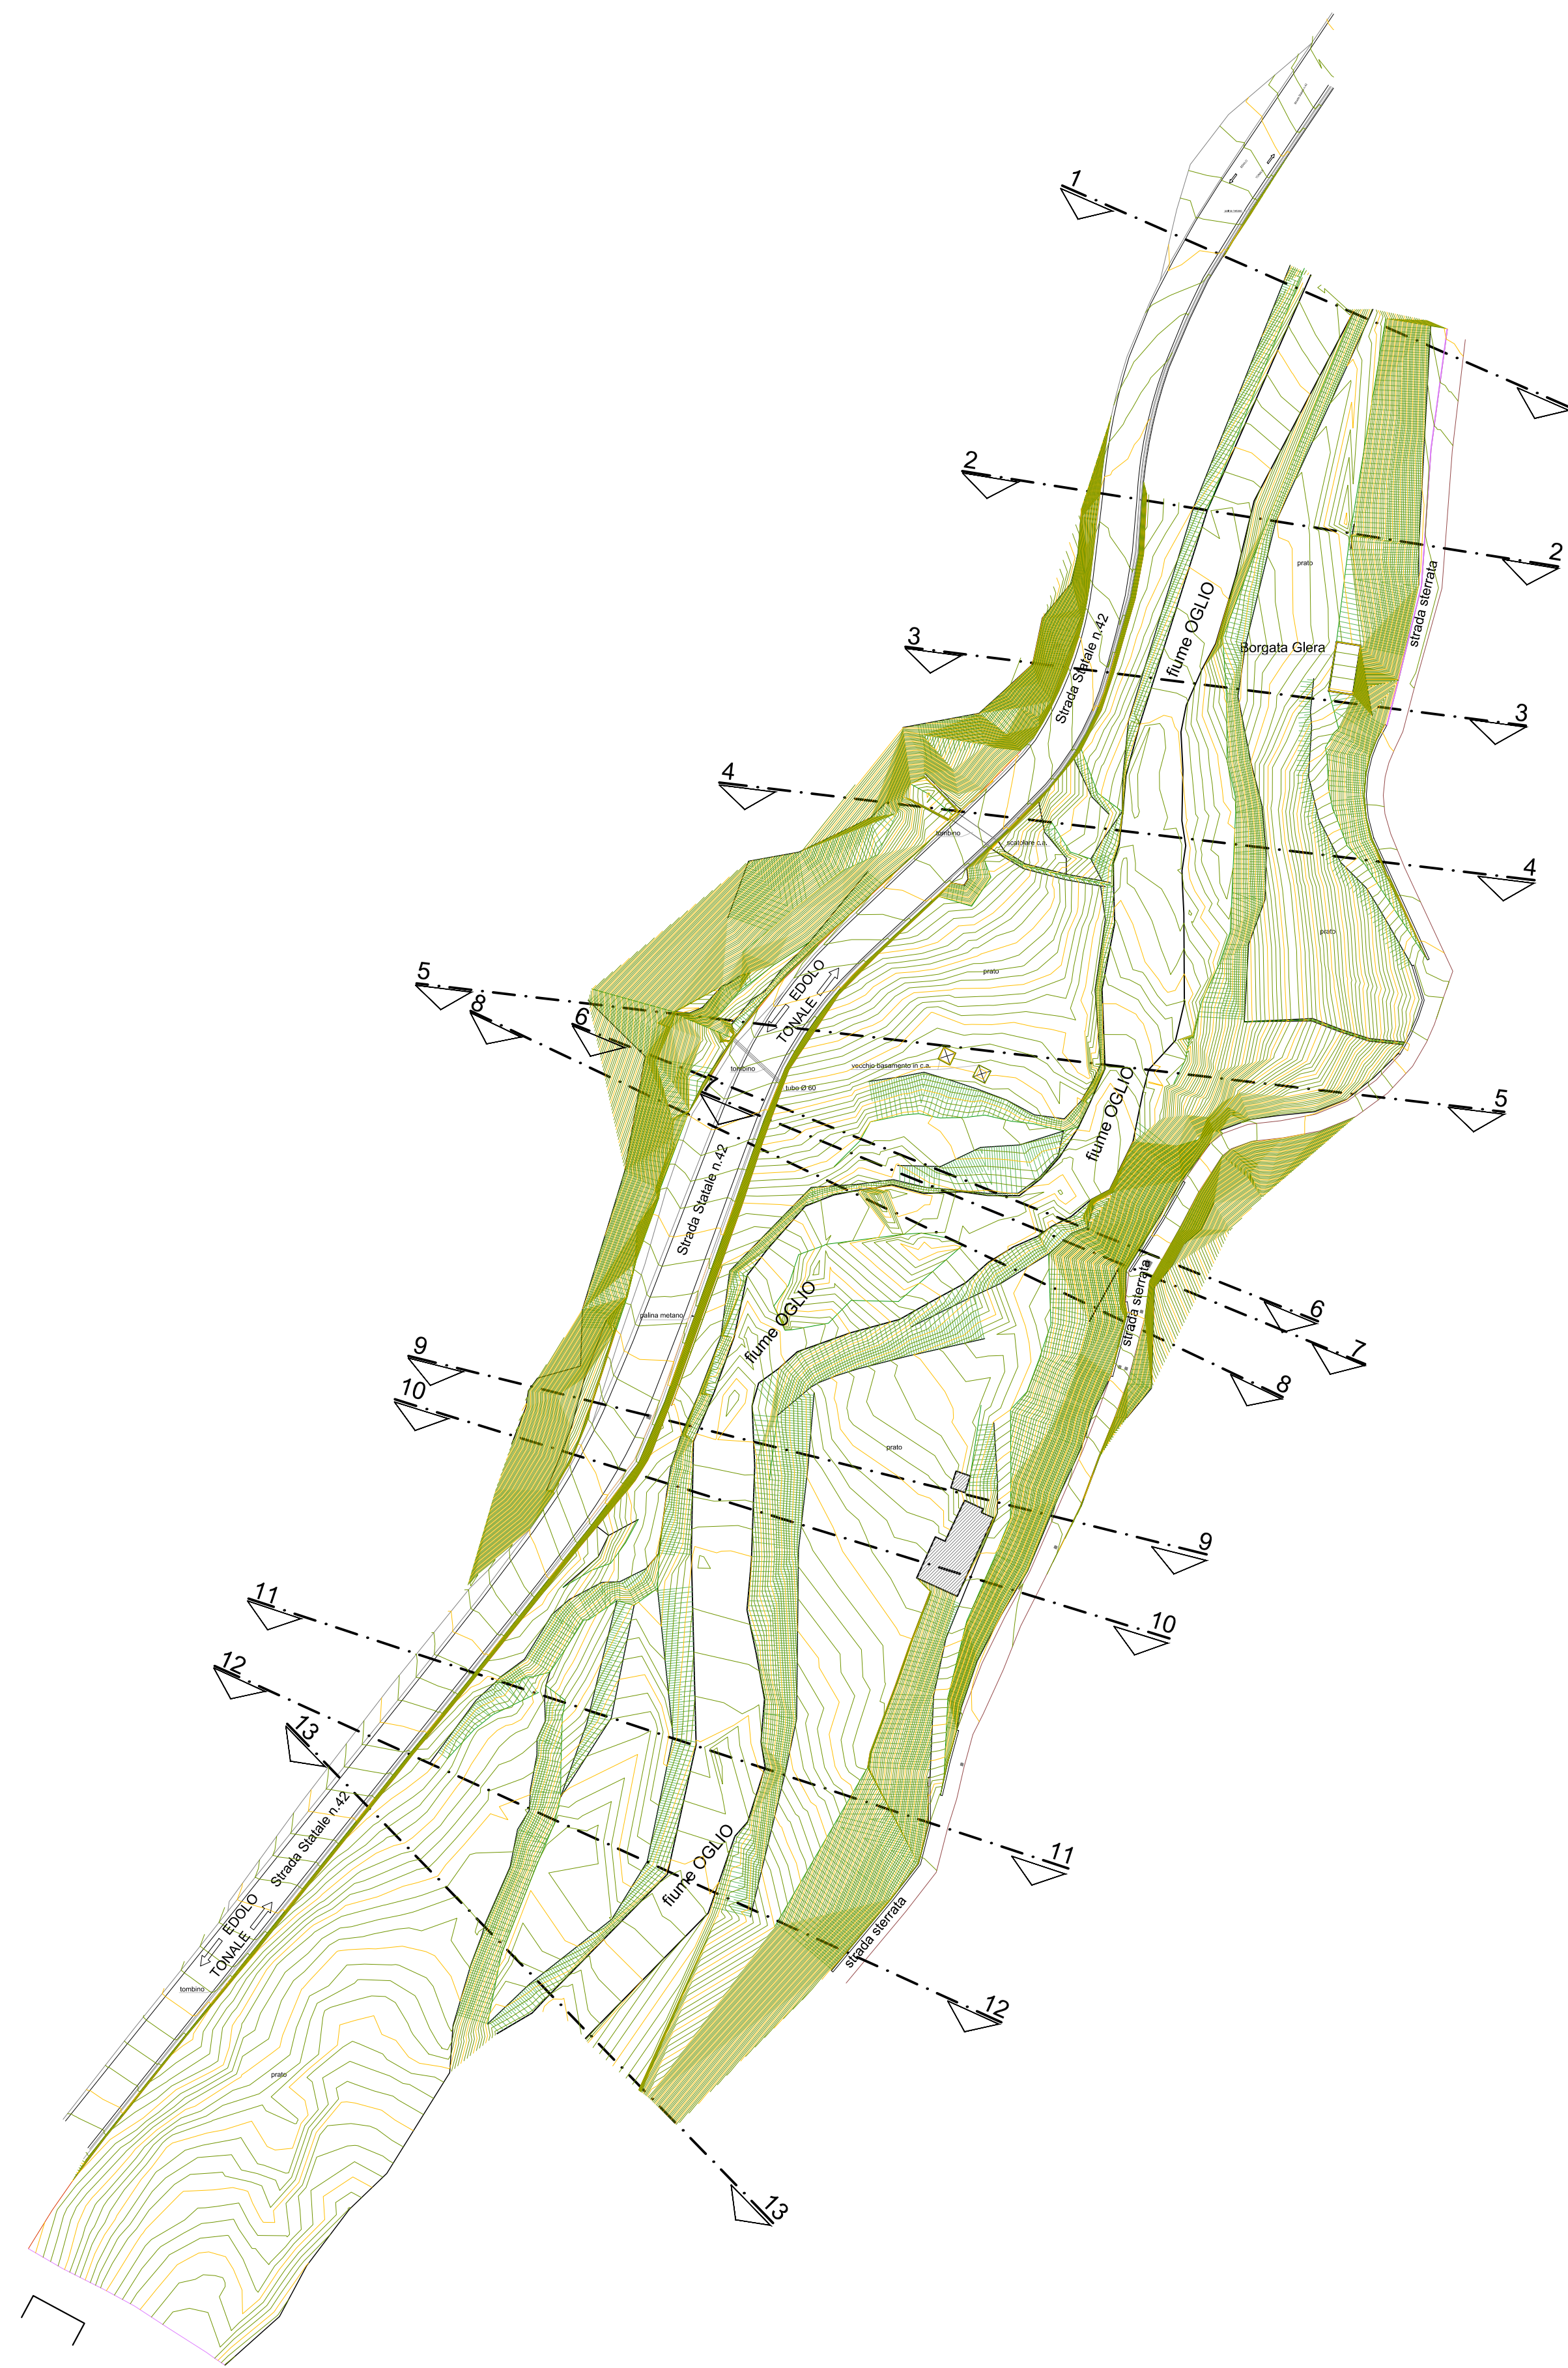 1
2
2
prato
strada sterrata
fiume OGLIO
Strada Statale n.42
3
Borgata Glera
3
4
tombino
scatolare c.a.
4
prato
5
EDOLO
TONALE
prato
8
6
tombino
7
tubo Ø 60
vecchio basamento in c.a.
fiume OGLIO
5
Strada Statale n.42
palina metano
fiume OGLIO
strada sterrata
6
7
8
9
10
prato
9
10
11
12
13
Strada Statale n.42
EDOLO
TONALE
tombino
fiume OGLIO
11
strada sterrata
12
prato
13